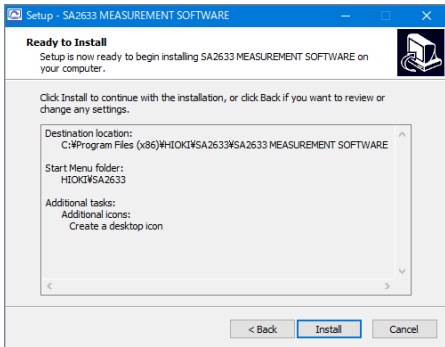 Setup - SA2633 MEASUREMENT SOFTWARE
Ready to Install
Setup is now ready to begin installing SA2633 MEASUREMENT SOFTWARE on
your computer.
Click Install to continue with the installation, or click Back if you want to review or
change any settings.
Destination location:
C:¥Program Files (x86)¥HIOKI¥SA2633¥SA2633 MEASUREMENT SOFTWARE
Start Menu folder:
HIOKI¥SA2633
Additional tasks:
Additional icons:
Create a desktop icon
< Back Install Cancel